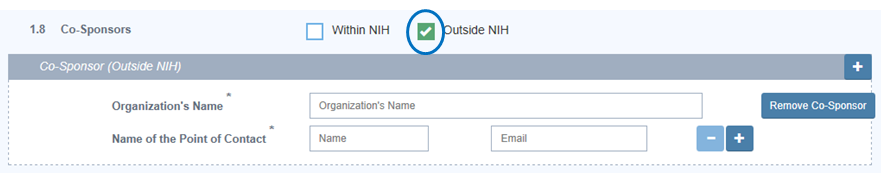 1.8 Co-Sponsors Within NIH Outside NIH
Co-Sponsor (Outside NIH) +
Organization's Name * Organization's Name Remove Co-Sponsor
Name of the Point of Contact * Name Email − +